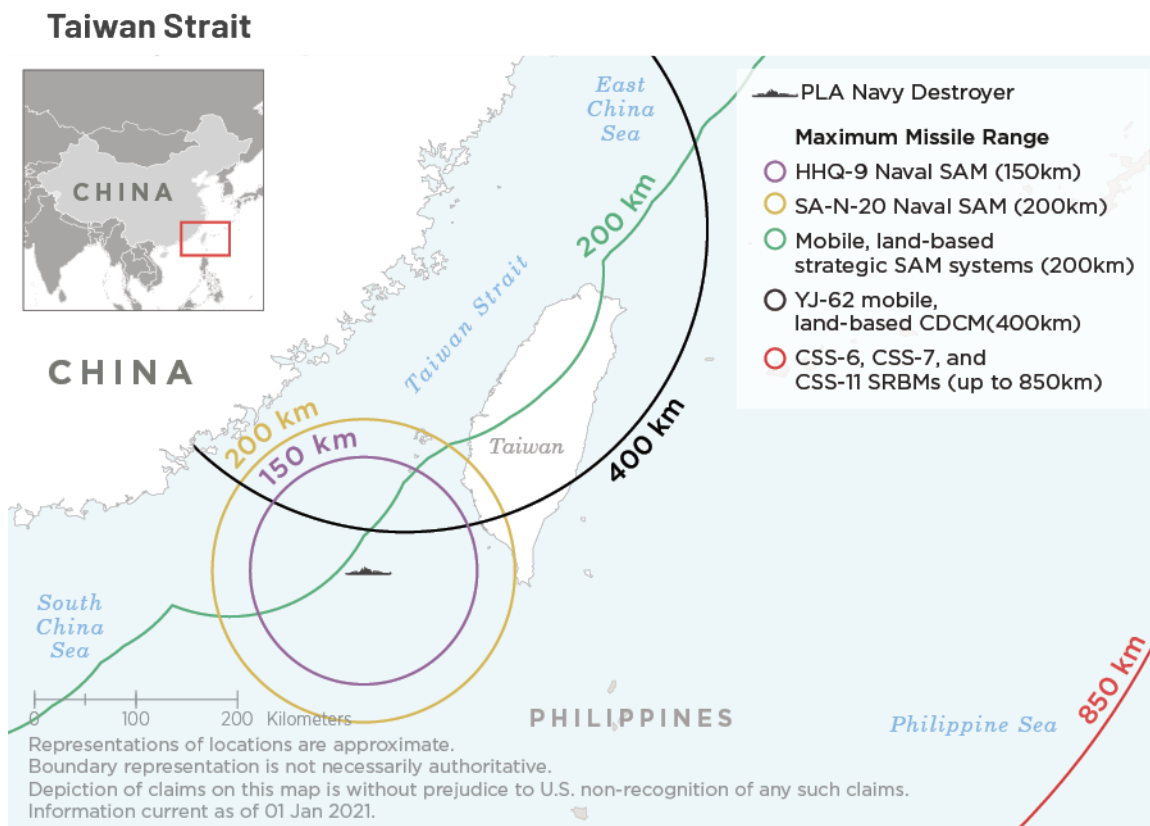 Taiwan Strait
CHINA
CHINA
East
China
Sea
200 km
Taiwan Strait
200 km
150 km
Taiwan
400 km
South
China
Sea
0 100 200 Kilometers
PHILIPPINES
Philippine Sea
850 km
PLA Navy Destroyer
Maximum Missile Range
HHQ-9 Naval SAM (150km)
SA-N-20 Naval SAM (200km)
Mobile, land-based
strategic SAM systems (200km)
YJ-62 mobile,
land-based CDCM(400km)
CSS-6, CSS-7, and
CSS-11 SRBMs (up to 850km)
Representations of locations are approximate.
Boundary representation is not necessarily authoritative.
Depiction of claims on this map is without prejudice to U.S. non-recognition of any such claims.
Information current as of 01 Jan 2021.